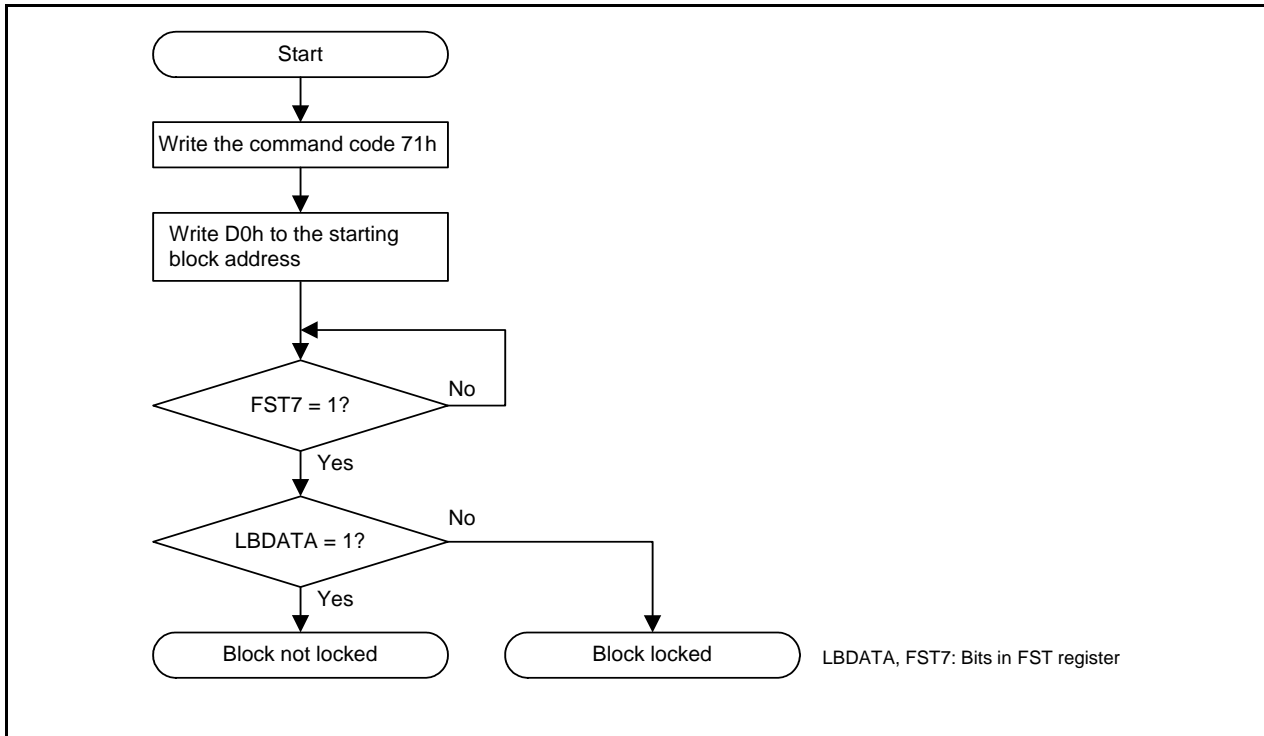 Start
Write the command code 71h
Write D0h to the starting
block address
No
FST7 = 1?
Yes
No
LBDATA = 1?
Yes
Block not locked
Block locked
LBDATA, FST7: Bits in FST register